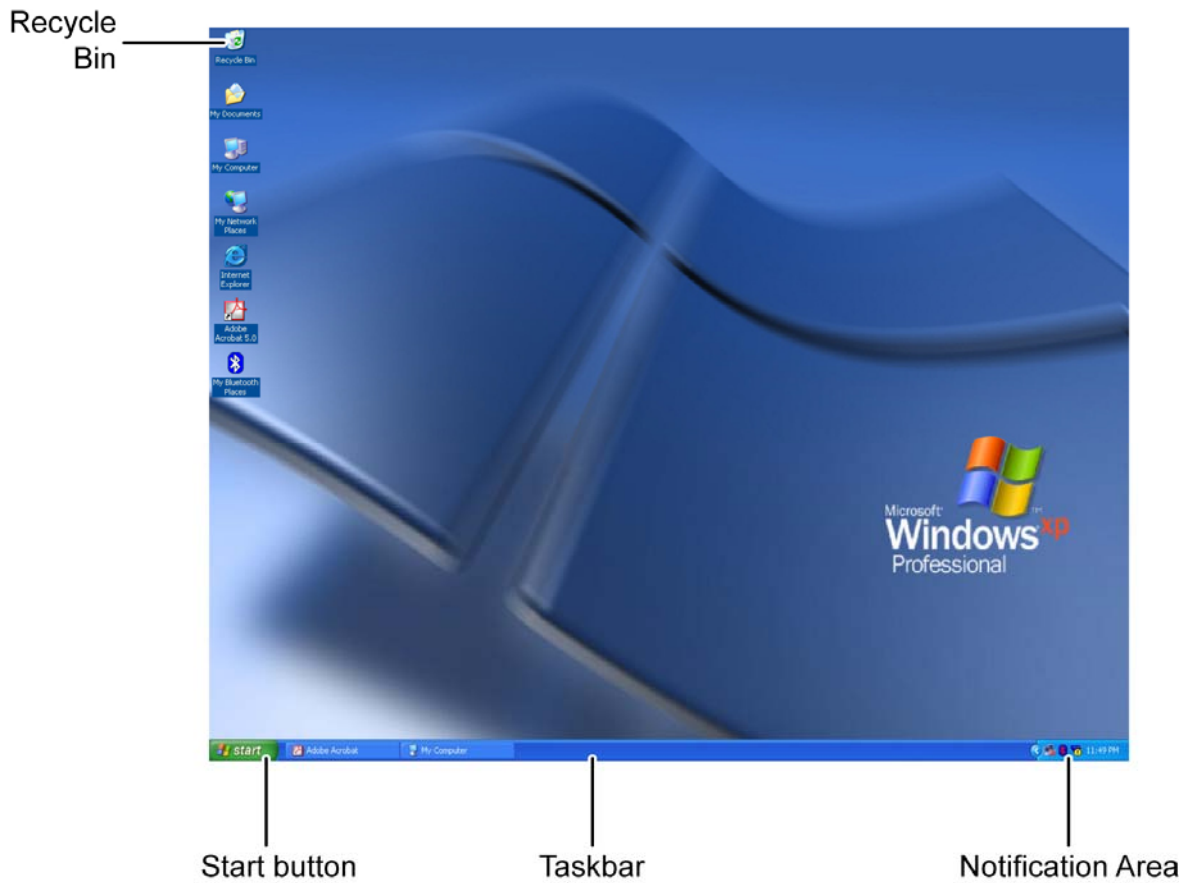 Recycle
Bin
Recycle Bin
My Documents
My Computer
My Network
Places
Internet
Explorer
Adobe
Acrobat 5.0
My Bluetooth
Places
Microsoft
Windows xp
TM
Professional
start
Adobe Acrobat
My Computer
11:49 PM
Start button
Taskbar
Notification Area